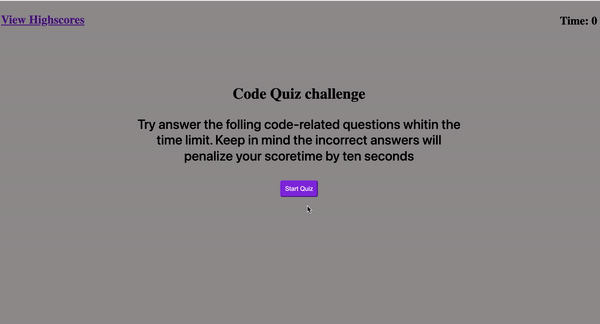 View Highscores
Time: 0
Code Quiz challenge
Try answer the folling code-related questions whitin the
time limit. Keep in mind the incorrect answers will
penalize your scoretime by ten seconds
Start Quiz